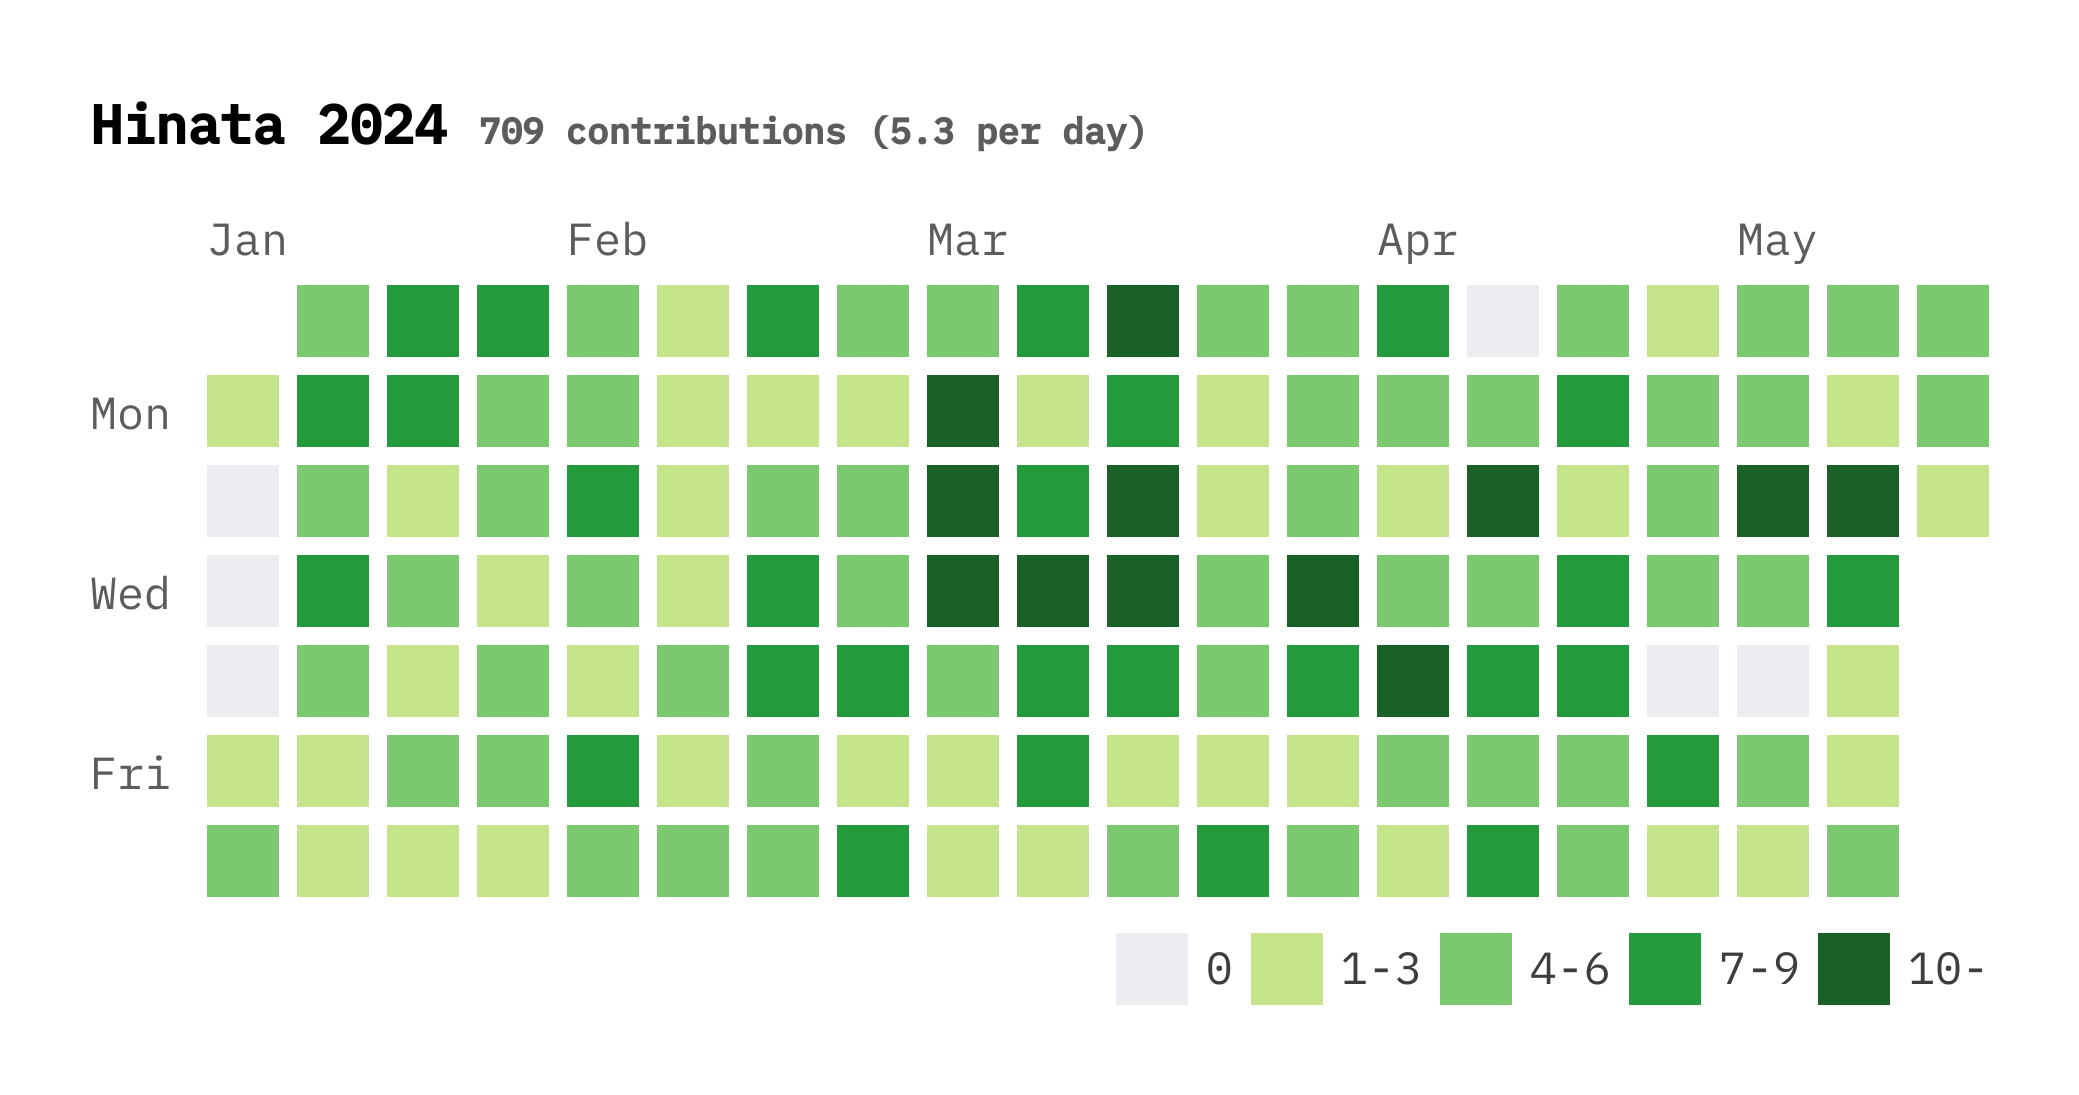 Hinata 2024 709 contributions (5.3 per day)
Jan Feb Mar Apr May
Mon
Wed
Fri
0 1-3 4-6 7-9 10-